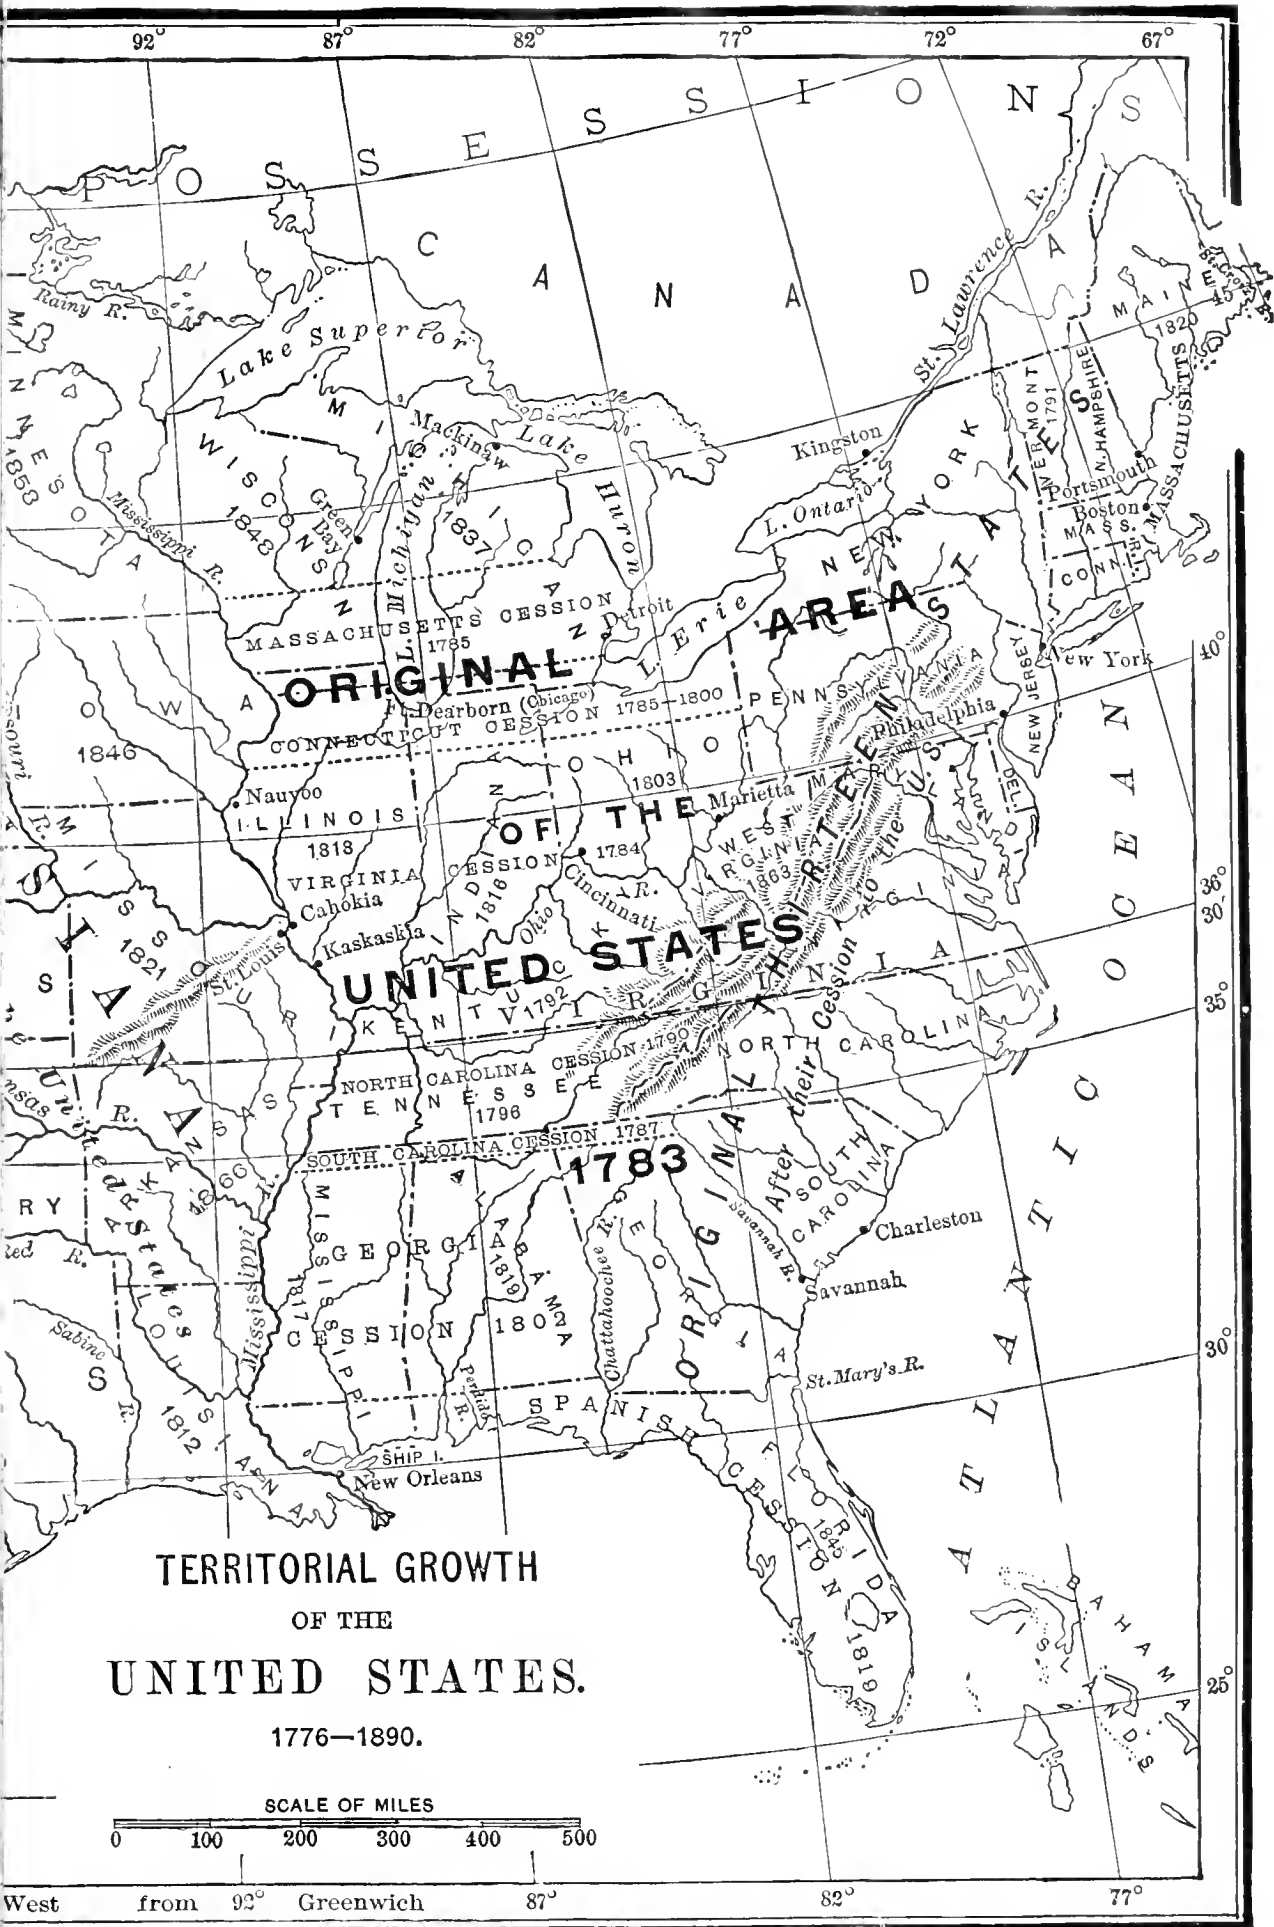 92° 87° 82° 77° 72° 67°
POSSESSIONS
CANADA
St. Lawrence R.
Rainy R.
Lake Superior
MAINE
1820
St. Croix R.
45°
MINNESOTA
1858
Mississippi R.
WISCONSIN
1848
Green Bay
MICHIGAN
1837
Mackinaw
Lake Huron
L. Michigan
Kingston
L. Ontario
NEW YORK
VERMONT
1791
N. HAMPSHIRE
MASSACHUSETTS
Portsmouth
Boston
MASS.
CONN.
R.I.
MASSACHUSETTS CESSION
1785
Detroit
L. Erie
ORIGINAL AREA
Ft. Dearborn (Chicago)
CONNECTICUT CESSION 1785–1800
PENNSYLVANIA
NEW JERSEY
New York
40°
Philadelphia
IOWA
1846
Missouri R.
Nauvoo
ILLINOIS
1818
VIRGINIA CESSION 1784
INDIANA
1816
OHIO
1803
Marietta
MARYLAND
DEL.
OF THE
Cincinnati
Ohio R.
WEST VIRGINIA
1863
Cahokia
Kaskaskia
St. Louis
MISSOURI
1821
UNITED STATES
KENTUCKY
1792
VIRGINIA
36° 30'
35°
NORTH CAROLINA CESSION 1790
TENNESSEE
1796
NORTH CAROLINA
SOUTH CAROLINA CESSION 1787
1783
ORIGINAL THIRTEEN STATES
After their Cession to the U.S.
SOUTH CAROLINA
Charleston
Savannah R.
Savannah
ARKANSAS
1866
R.
RY
Red R.
United States
Mississippi R.
MISSISSIPPI
1817
GEORGIA
CESSION 1802
ALABAMA
1819
Chattahoochee R.
GEORGIA
St. Mary's R.
30°
Sabine R.
S
LOUISIANA
1812
Perdido R.
SPANISH CESSION 1819
FLORIDA
1845
SHIP I.
New Orleans
ATLANTIC OCEAN
BAHAMA ISLANDS
25°
TERRITORIAL GROWTH
OF THE
UNITED STATES.
1776—1890.
SCALE OF MILES
0 100 200 300 400 500
West from 92° Greenwich 87° 82° 77°